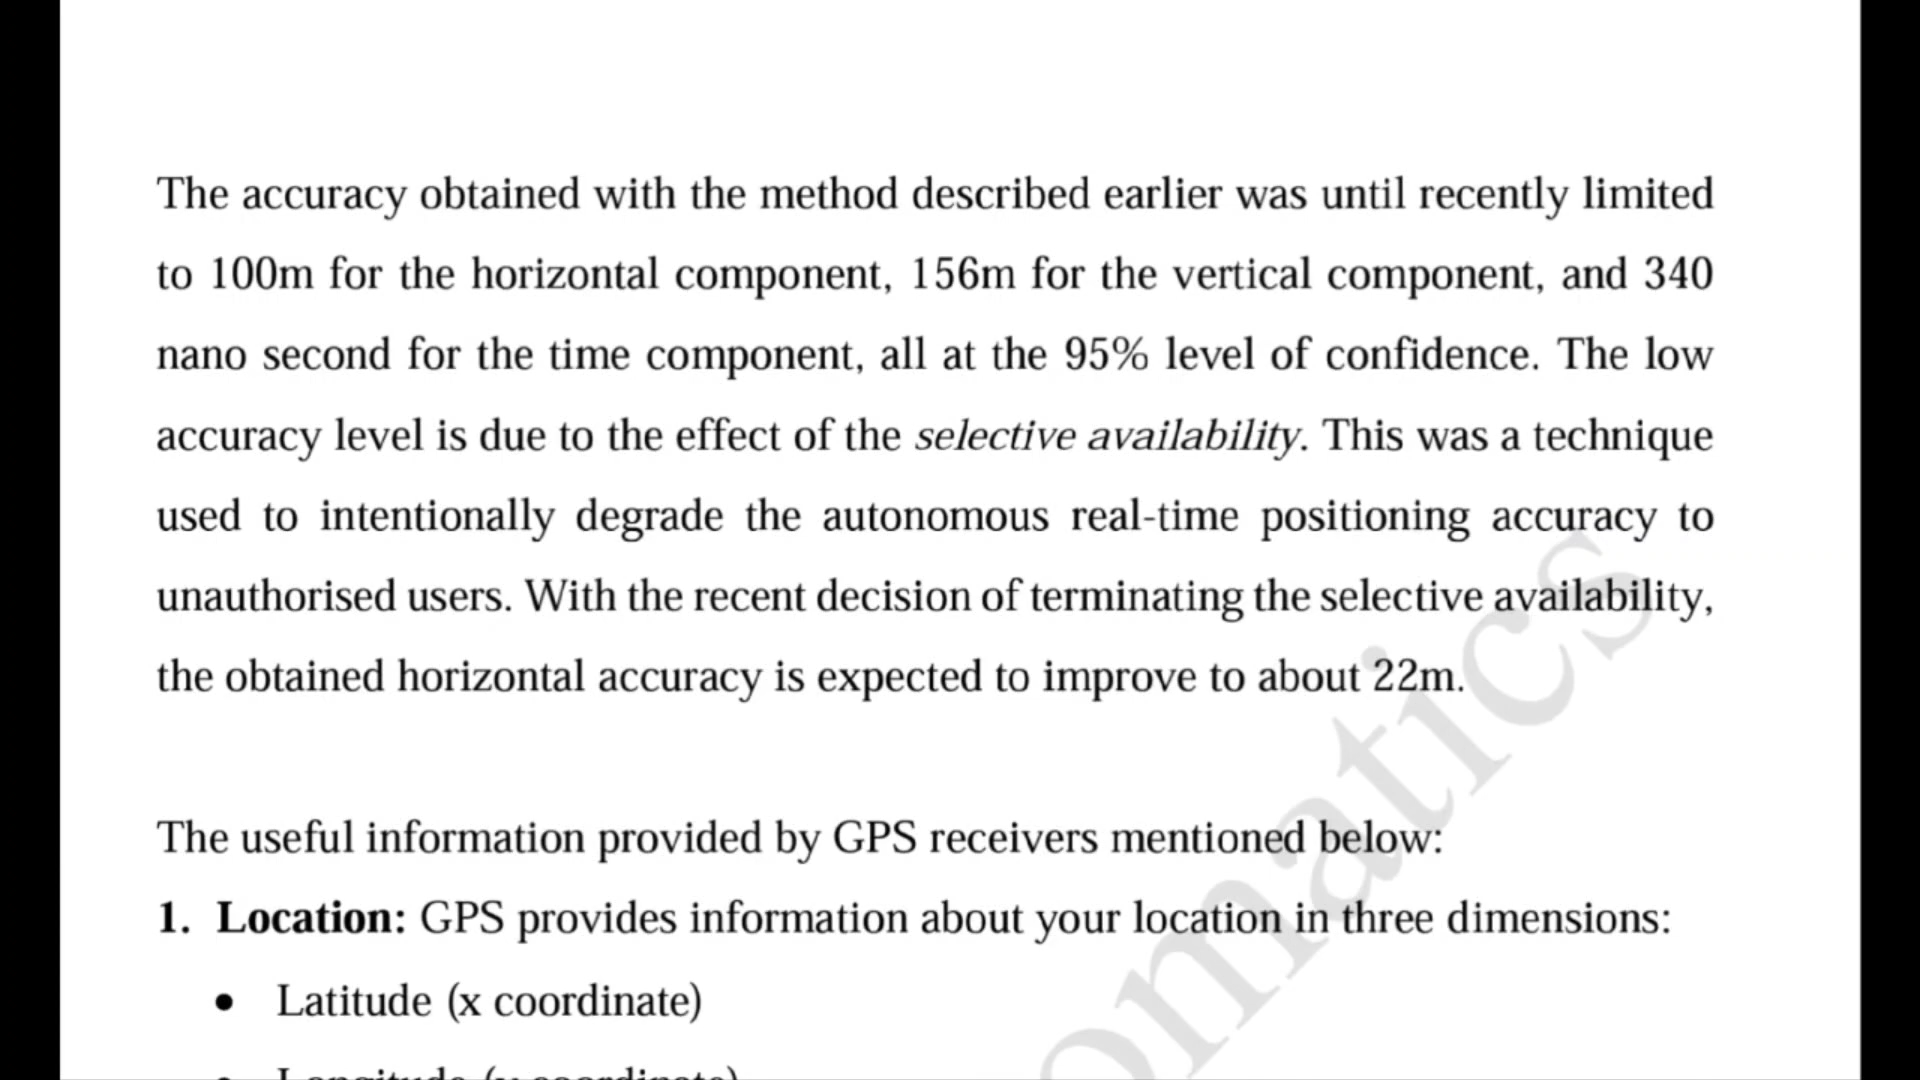 The accuracy obtained with the method described earlier was until recently limited
to 100m for the horizontal component, 156m for the vertical component, and 340
nano second for the time component, all at the 95% level of confidence. The low
accuracy level is due to the effect of the selective availability. This was a technique
used to intentionally degrade the autonomous real-time positioning accuracy to
unauthorised users. With the recent decision of terminating the selective availability,
the obtained horizontal accuracy is expected to improve to about 22m.
The useful information provided by GPS receivers mentioned below:
1. Location: GPS provides information about your location in three dimensions:
• Latitude (x coordinate)
• Longitude (y coordinate)
omatics